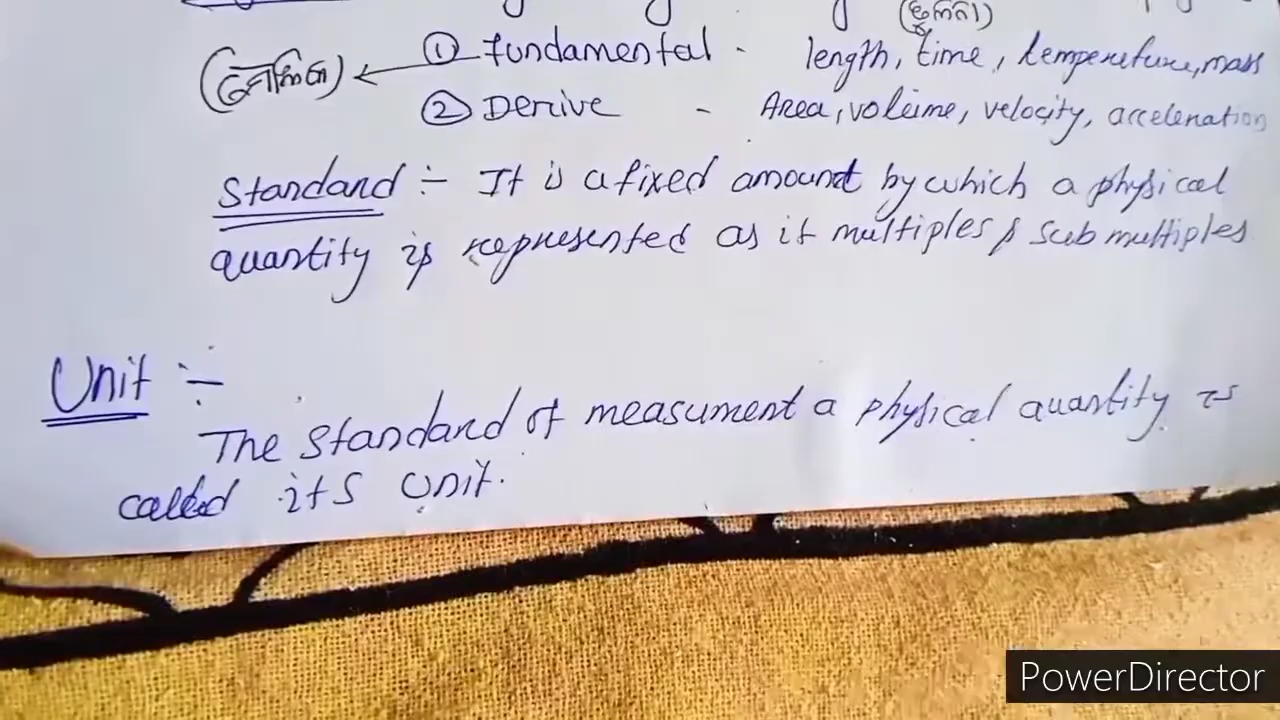 ① Fundamental - length, time, temperature, mass
② Derive - Area, volume, velocity, accelenation
Standard :- It is a fixed amount by which a physical
quantity is represented as it multiples & sub multiples
Unit :-
The standard of measument a physical quantity is
called its Unit.
PowerDirector